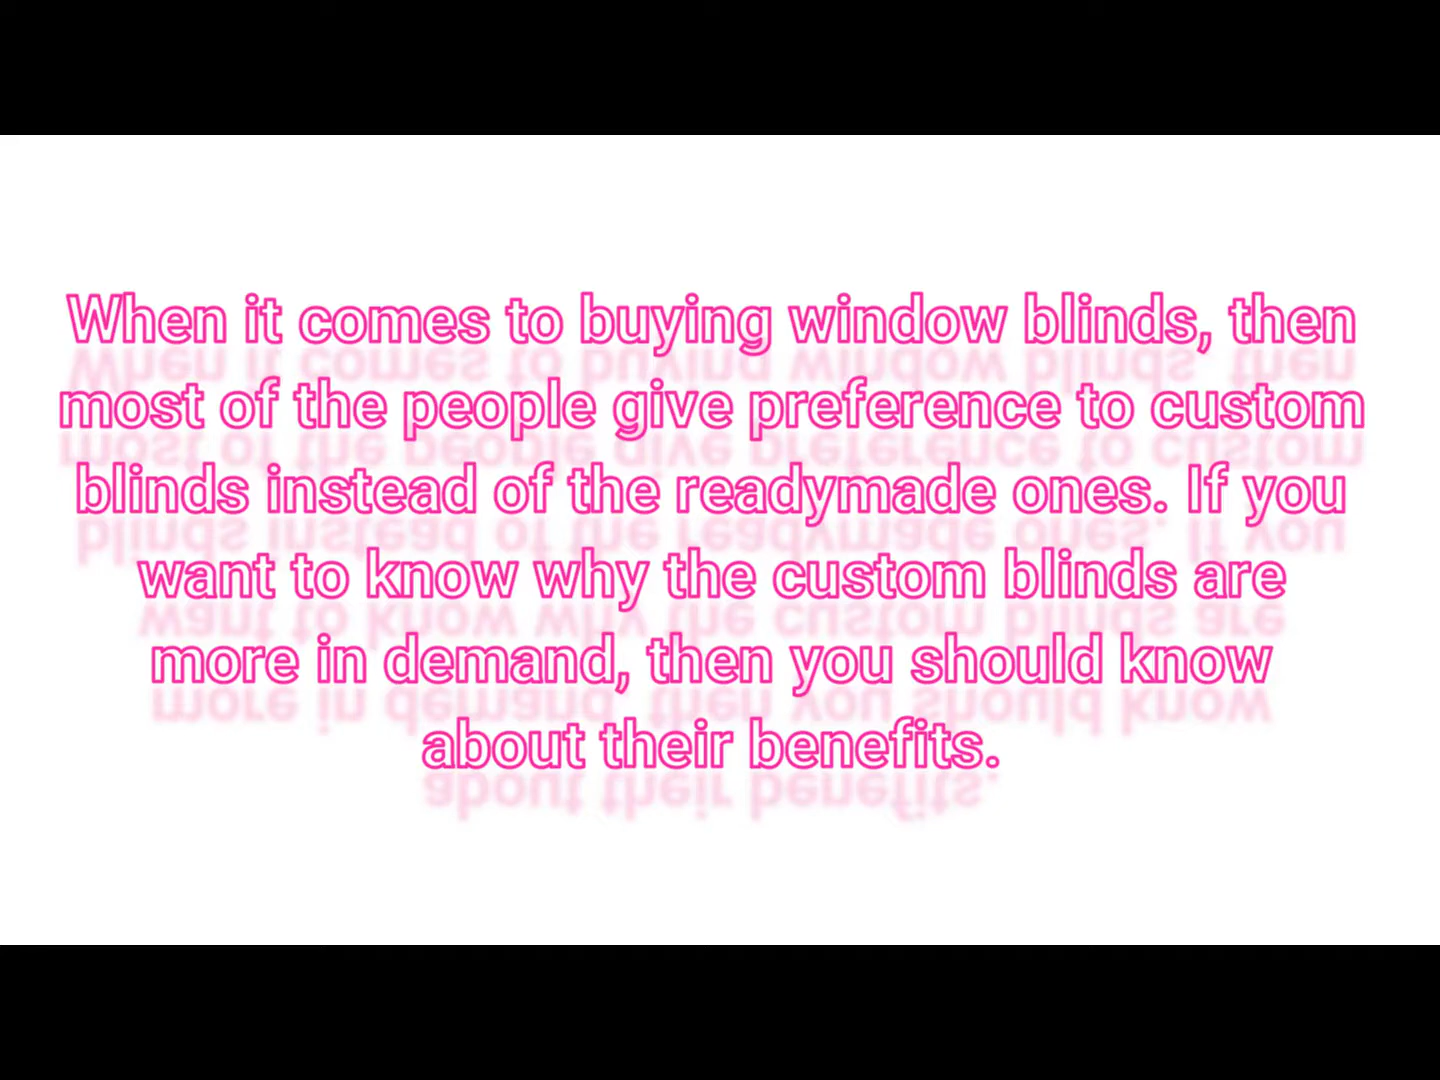 When it comes to buying window blinds, then
most of the people give preference to custom
blinds instead of the readymade ones. If you
want to know why the custom blinds are
more in demand, then you should know
about their benefits.